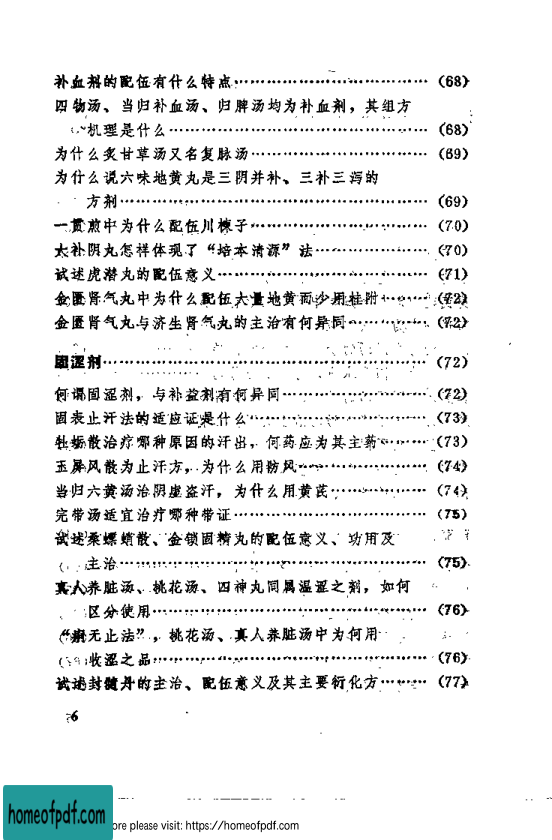 补血剂的配伍有什么特点…………………………(68)
四物汤、当归补血汤、归脾汤均为补血剂，其组方
机理是什么…………………………………(68)
为什么炙甘草汤又名复脉汤………………………(69)
为什么说六味地黄丸是三阴并补、三补三泻的
方剂…………………………………………(69)
一贯煎中为什么配伍川楝子………………………(70)
大补阴丸怎样体现了“培本清源”法………………(70)
试述虎潜丸的配伍意义……………………………(71)
金匮肾气丸中为什么配伍大量地黄而少用桂附……(72)
金匮肾气丸与济生肾气丸的主治有何异同…………(72)
固涩剂………………………………………………(72)
何谓固涩剂，与补益剂有何异同……………………(72)
固表止汗法的适应证是什么…………………………(73)
牡蛎散治疗哪种原因的汗出，何药应为其主药……(73)
玉屏风散为止汗方，为什么用防风…………………(74)
当归六黄汤治阴虚盗汗，为什么用黄芪……………(74)
完带汤适宜治疗哪种带证……………………………(75)
试述桑螵蛸散、金锁固精丸的配伍意义、功用及
主治…………………………………………(75)
真人养脏汤、桃花汤、四神丸同属温涩之剂，如何
区分使用……………………………………(76)
“痢无止法”，桃花汤、真人养脏汤中为何用
收涩之品……………………………………(76)
试述封髓丹的主治、配伍意义及其主要衍化方……(77)
6
homeofpdf.com
ore please visit: https://homeofpdf.com